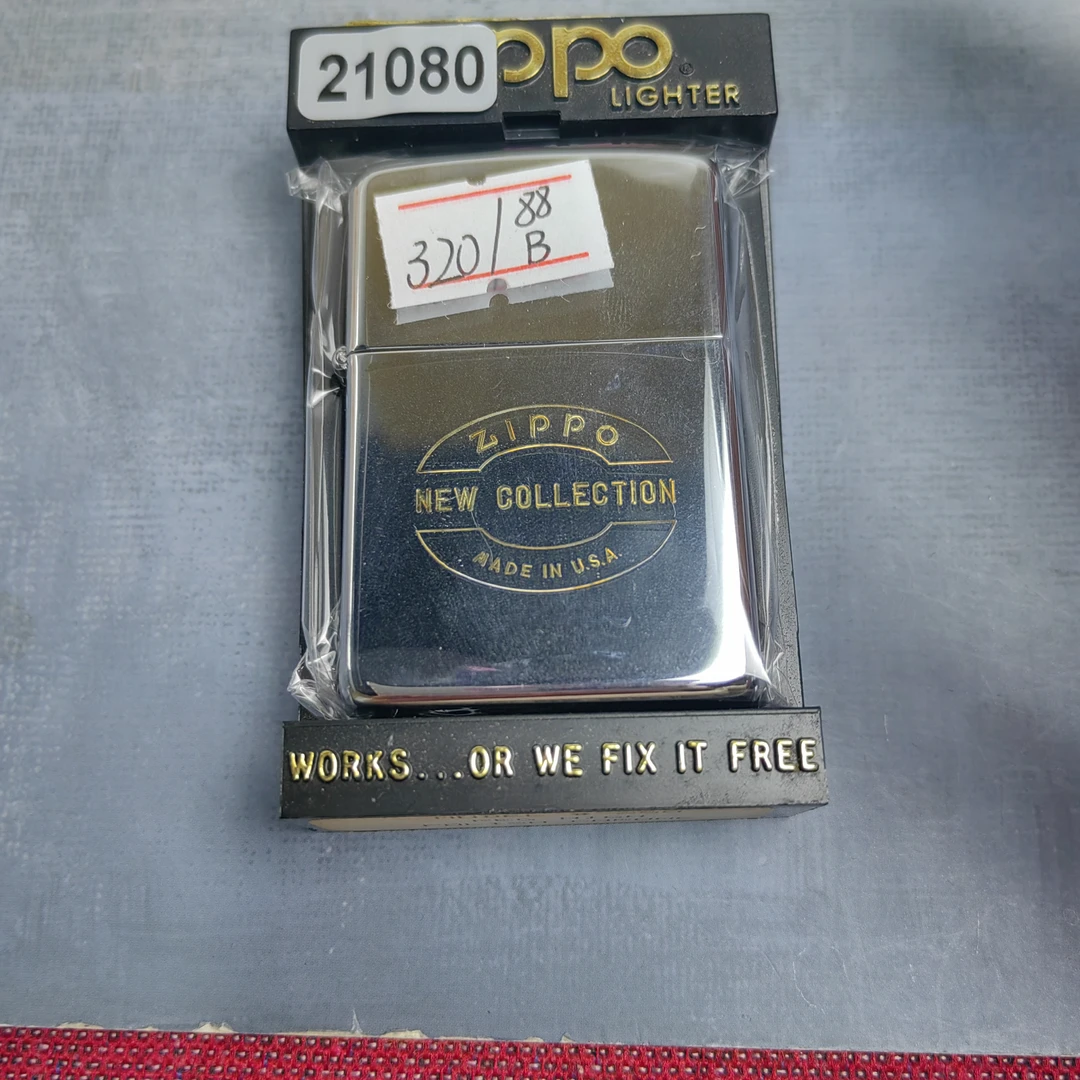 21080
ppo
LIGHTER
320/88
B
ZIPPO
NEW COLLECTION
MADE IN U.S.A.
WORKS...OR WE FIX IT FREE